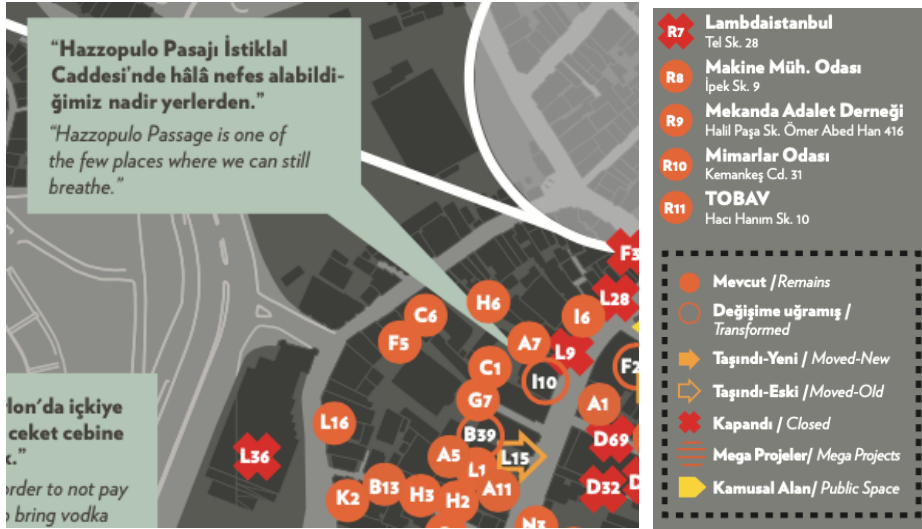 “Hazzopulo Pasajı İstiklal
Caddesi’nde hâlâ nefes alabildi-
ğimiz nadir yerlerden.”
“Hazzopulo Passage is one of
the few places where we can still
breathe.”
F3
L28
H6
I6
C6
F5
A7
L9
C1
I10
F2
G7
A1
L16
B39
D69
L36
A5
L15
L1
B13
A11
K2
H3
H2
D32
D
N3
lon’da içkiye
ceket cebine
k.”
order to not pay
o bring vodka
R7
Lambdaistanbul
Tel Sk. 28
R8
Makine Müh. Odası
İpek Sk. 9
R9
Mekanda Adalet Derneği
Halil Paşa Sk. Ömer Abed Han 416
R10
Mimarlar Odası
Kemankeş Cd. 31
R11
TOBAV
Hacı Hanım Sk. 10
Mevcut /Remains
Değişime uğramış /
Transformed
Taşındı-Yeni / Moved-New
Taşındı-Eski /Moved-Old
Kapandı / Closed
Mega Projeler/ Mega Projects
Kamusal Alan/ Public Space